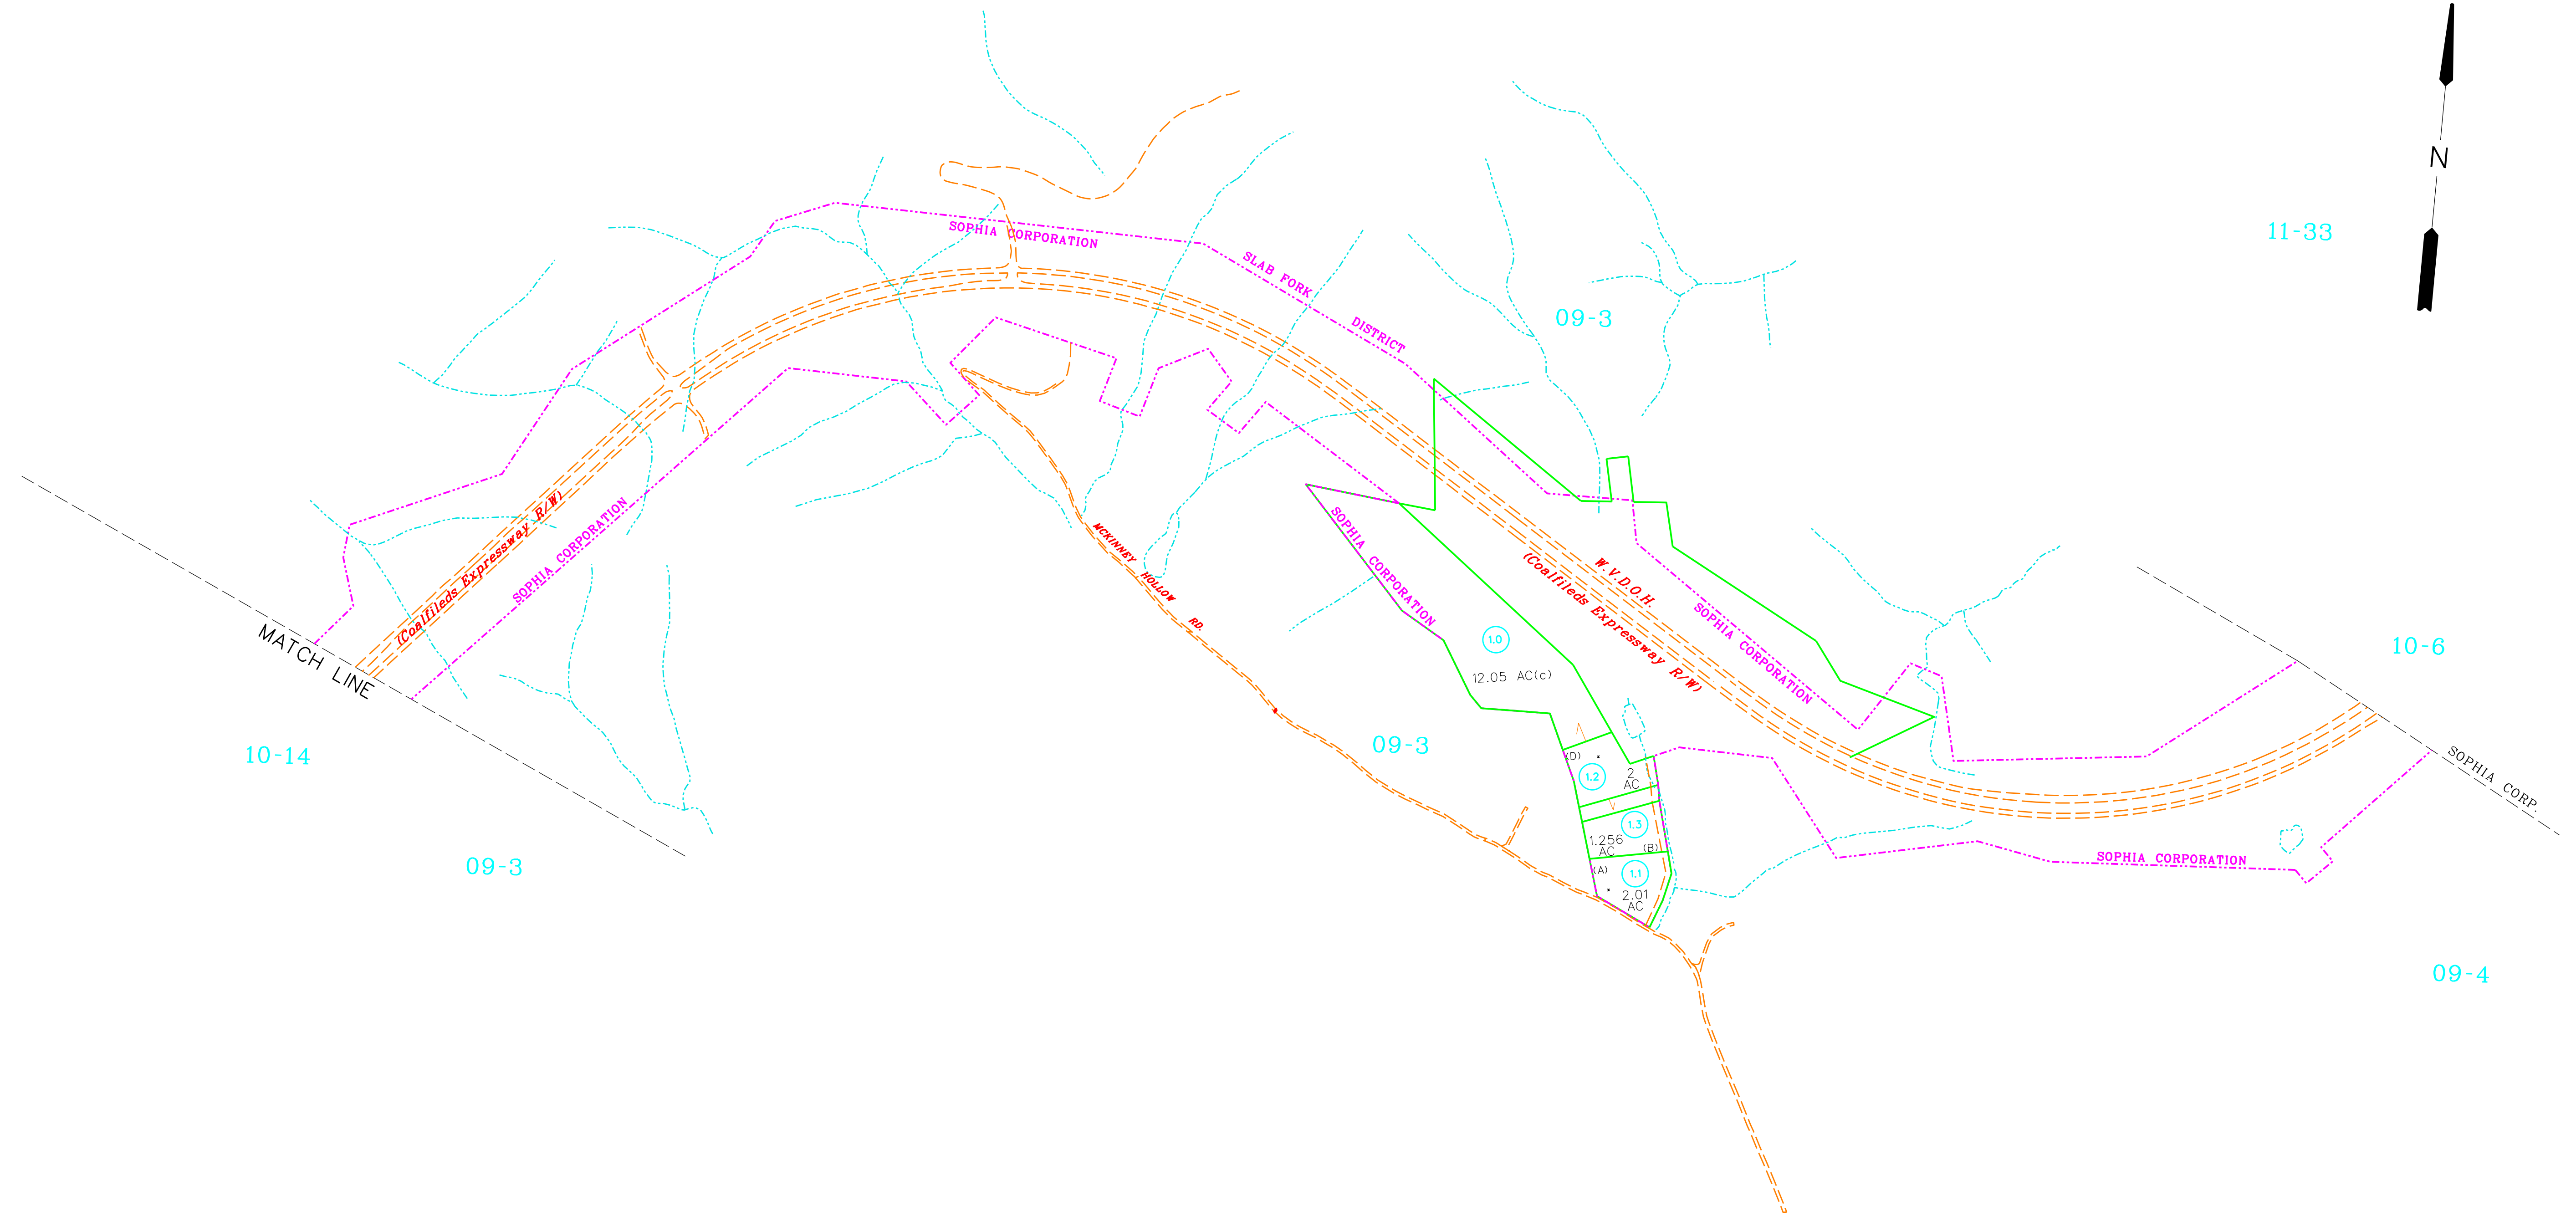 N
11-33
SOPHIA CORPORATION
SLAB FORK
DISTRICT
09-3
(Coalfileds Expressway R/W)
SOPHIA CORPORATION
MCKINNEY
HOLLOW
RD.
SOPHIA CORPORATION
W.V.D.O.H.
(Coalfileds Expressway R/W)
SOPHIA CORPORATION
MATCH LINE
10-14
09-3
1.0
12.05 AC(c)
09-3
(D)
1.2
2
AC
1.3
1.256
AC
(B)
(A)
1.1
2.01
AC
10-6
SOPHIA CORP.
SOPHIA CORPORATION
09-4